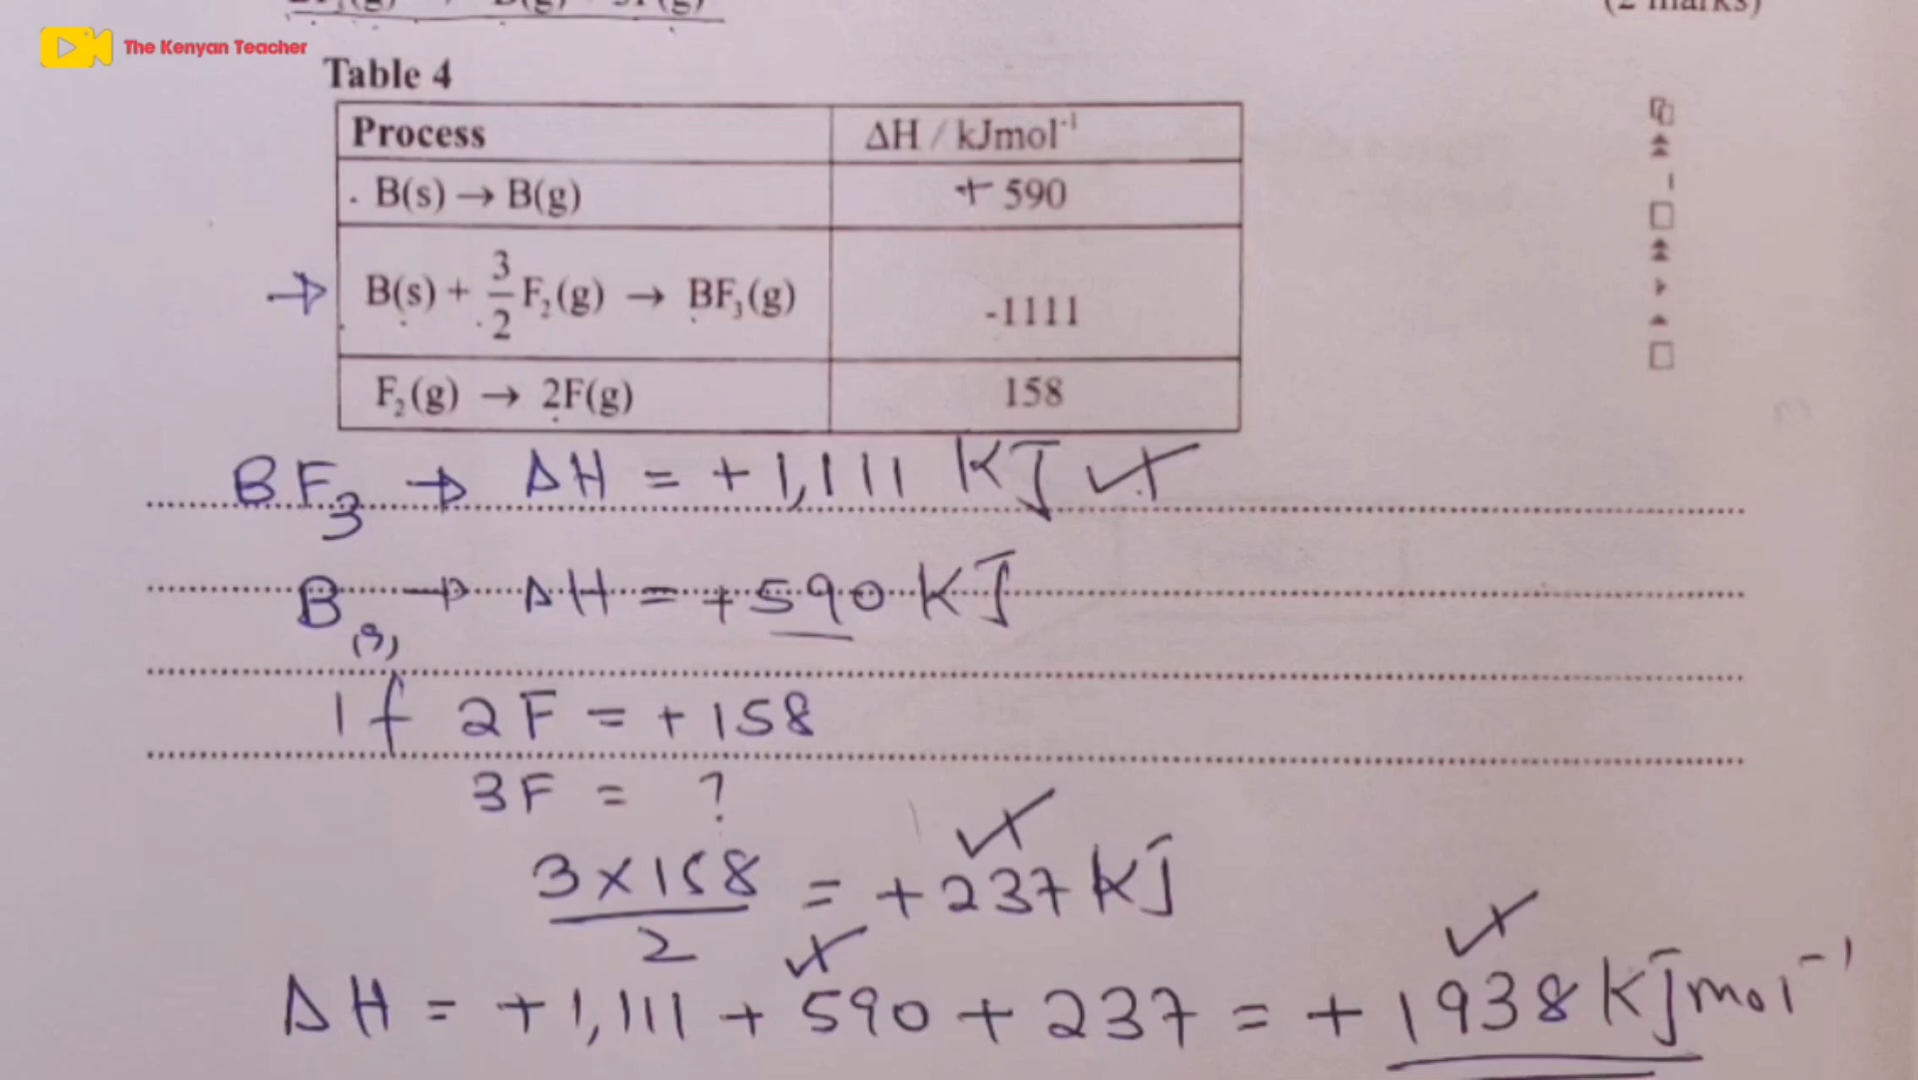 The Kenyan Teacher
Table 4
Process ΔH / kJmol⁻¹
B(s) → B(g) + 590
→ B(s) + 3/2 F₂(g) → BF₃(g) -1111
F₂(g) → 2F(g) 158
BF₃ → ΔH = +1,111 KJ ✓
B(s) → ΔH = +590 KJ
If 2F = +158
3F = ?
3×158/2 = +237 KJ ✓
ΔH = +1,111 + 590 + 237 = +1938 KJmol⁻¹